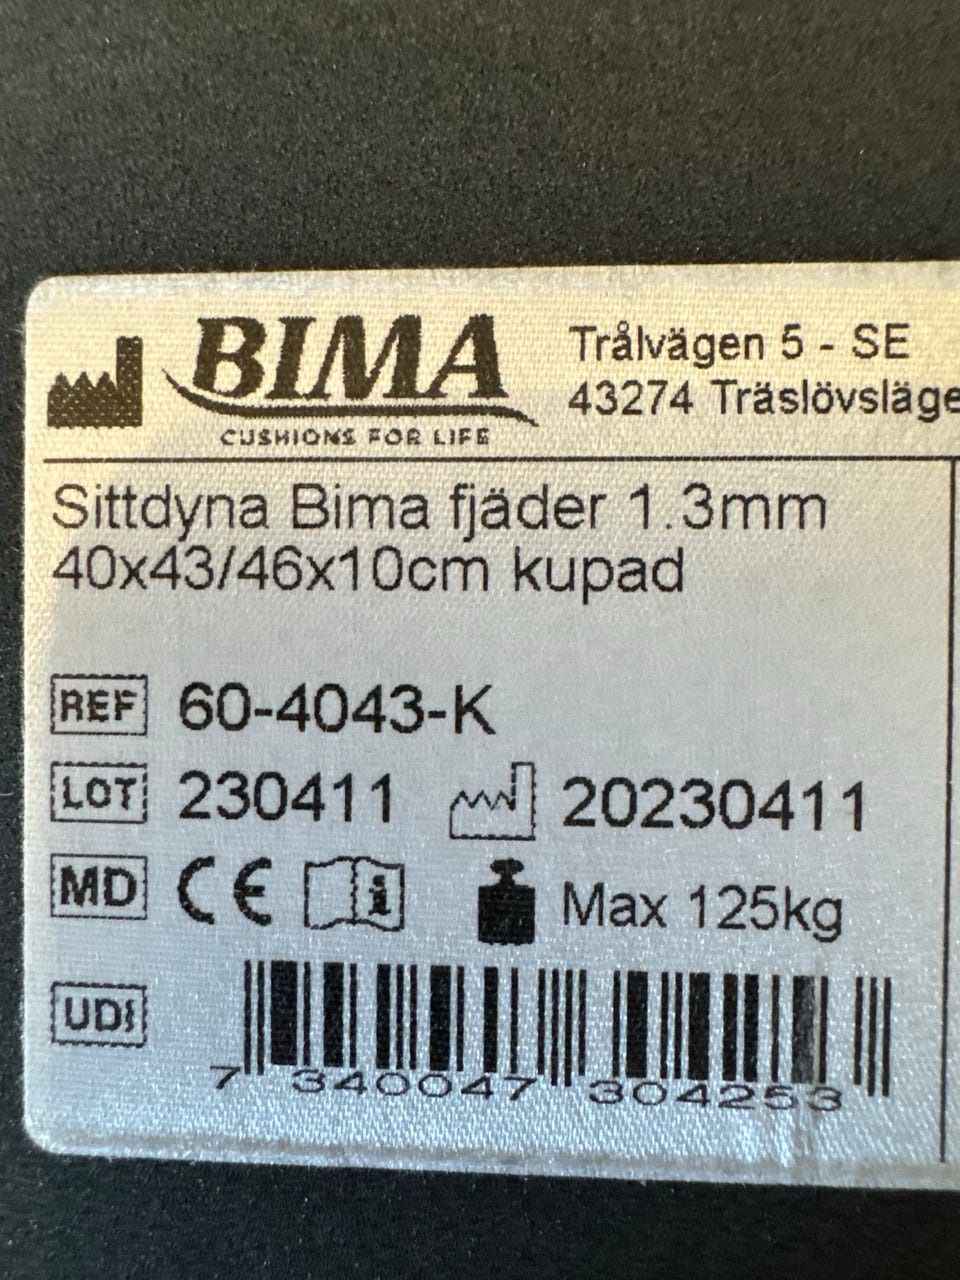 BIMA
CUSHIONS FOR LIFE
Trålvägen 5 - SE
43274 Träslövsläge
Sittdyna Bima fjäder 1.3mm
40x43/46x10cm kupad
REF 60-4043-K
LOT 230411 20230411
MD CE i Max 125kg
UDI
7 340047 304253